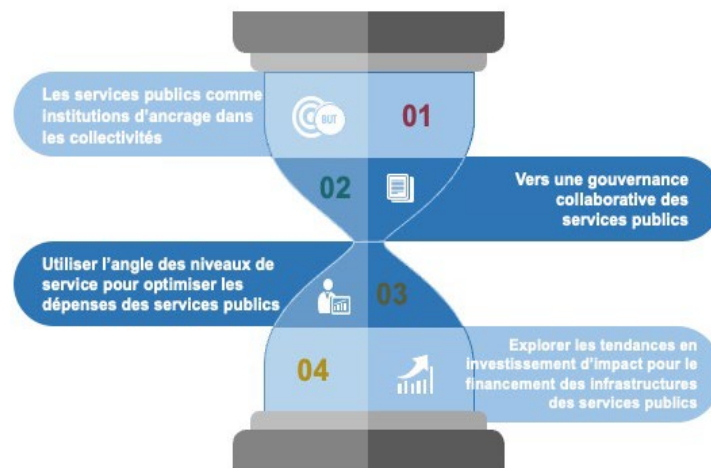 Les services publics comme
institutions d'ancrage dans
les collectivités
BUT
01
02
Vers une gouvernance
collaborative des
services publics
Utiliser l'angle des niveaux de
service pour optimiser les
dépenses des services publics
03
04
Explorer les tendances en
investissement d'impact pour le
financement des infrastructures
des services publics